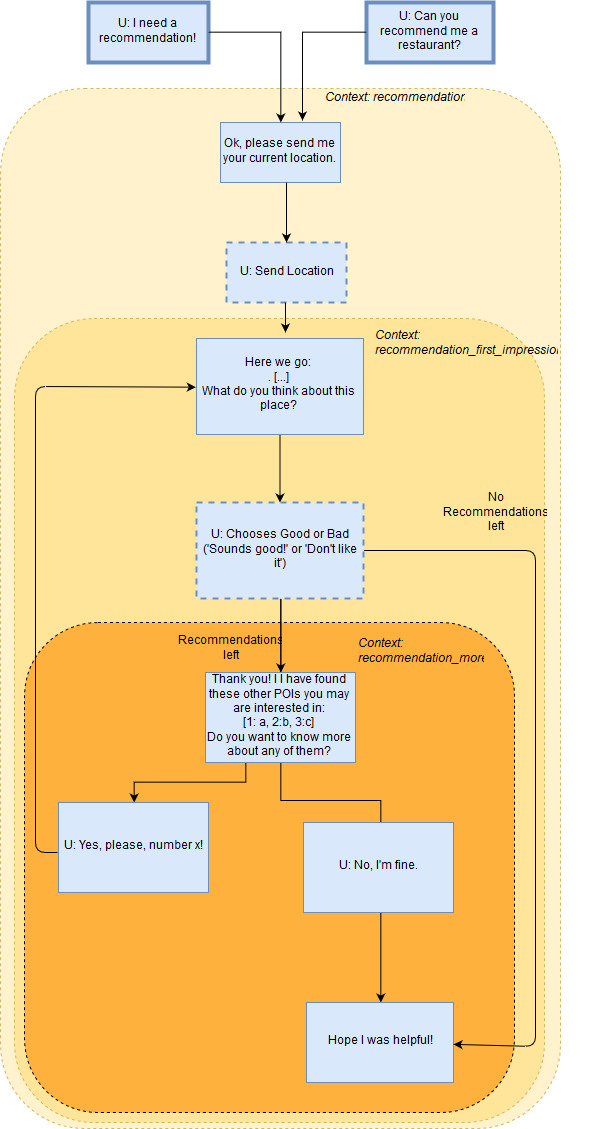 U: I need a
recommendation!
U: Can you
recommend me a
restaurant?
Context: recommendation
Ok, please send me
your current location.
U: Send Location
Context:
recommendation_first_impression
Here we go:
. [...]
What do you think about this
place?
No
Recommendations
left
U: Chooses Good or Bad
('Sounds good!' or 'Don't like
it')
Recommendations
left
Context:
recommendation_more
Thank you! I I have found
these other POIs you may
are interested in:
[1: a, 2:b, 3:c]
Do you want to know more
about any of them?
U: Yes, please, number x!
U: No, I'm fine.
Hope I was helpful!